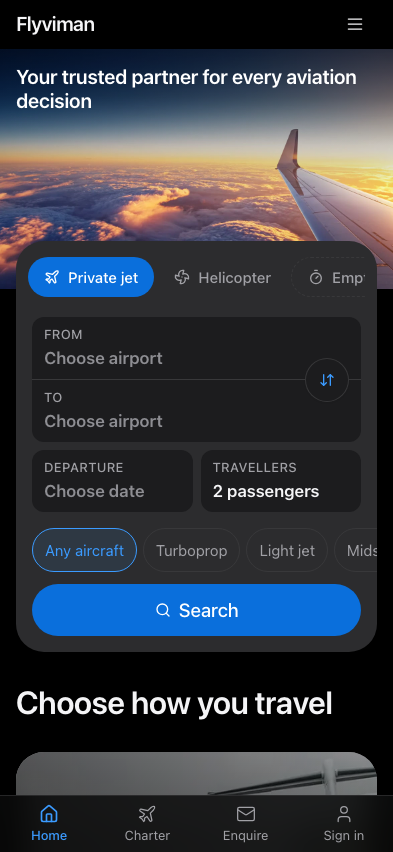 Flyviman
Your trusted partner for every aviation
decision
Private jet
Helicopter
FROM
Choose airport
TO
Choose airport
DEPARTURE
Choose date
TRAVELLERS
2 passengers
Any aircraft
Turboprop
Light jet
Search
Choose how you travel
Home
Charter
Enquire
Sign in